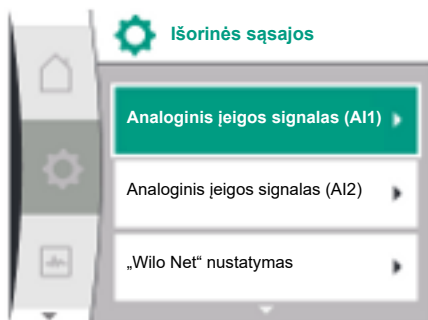 Išorinės sąsajos
Analoginis įeigos signalas (AI1)
Analoginis įeigos signalas (AI2)
„Wilo Net“ nustatymas